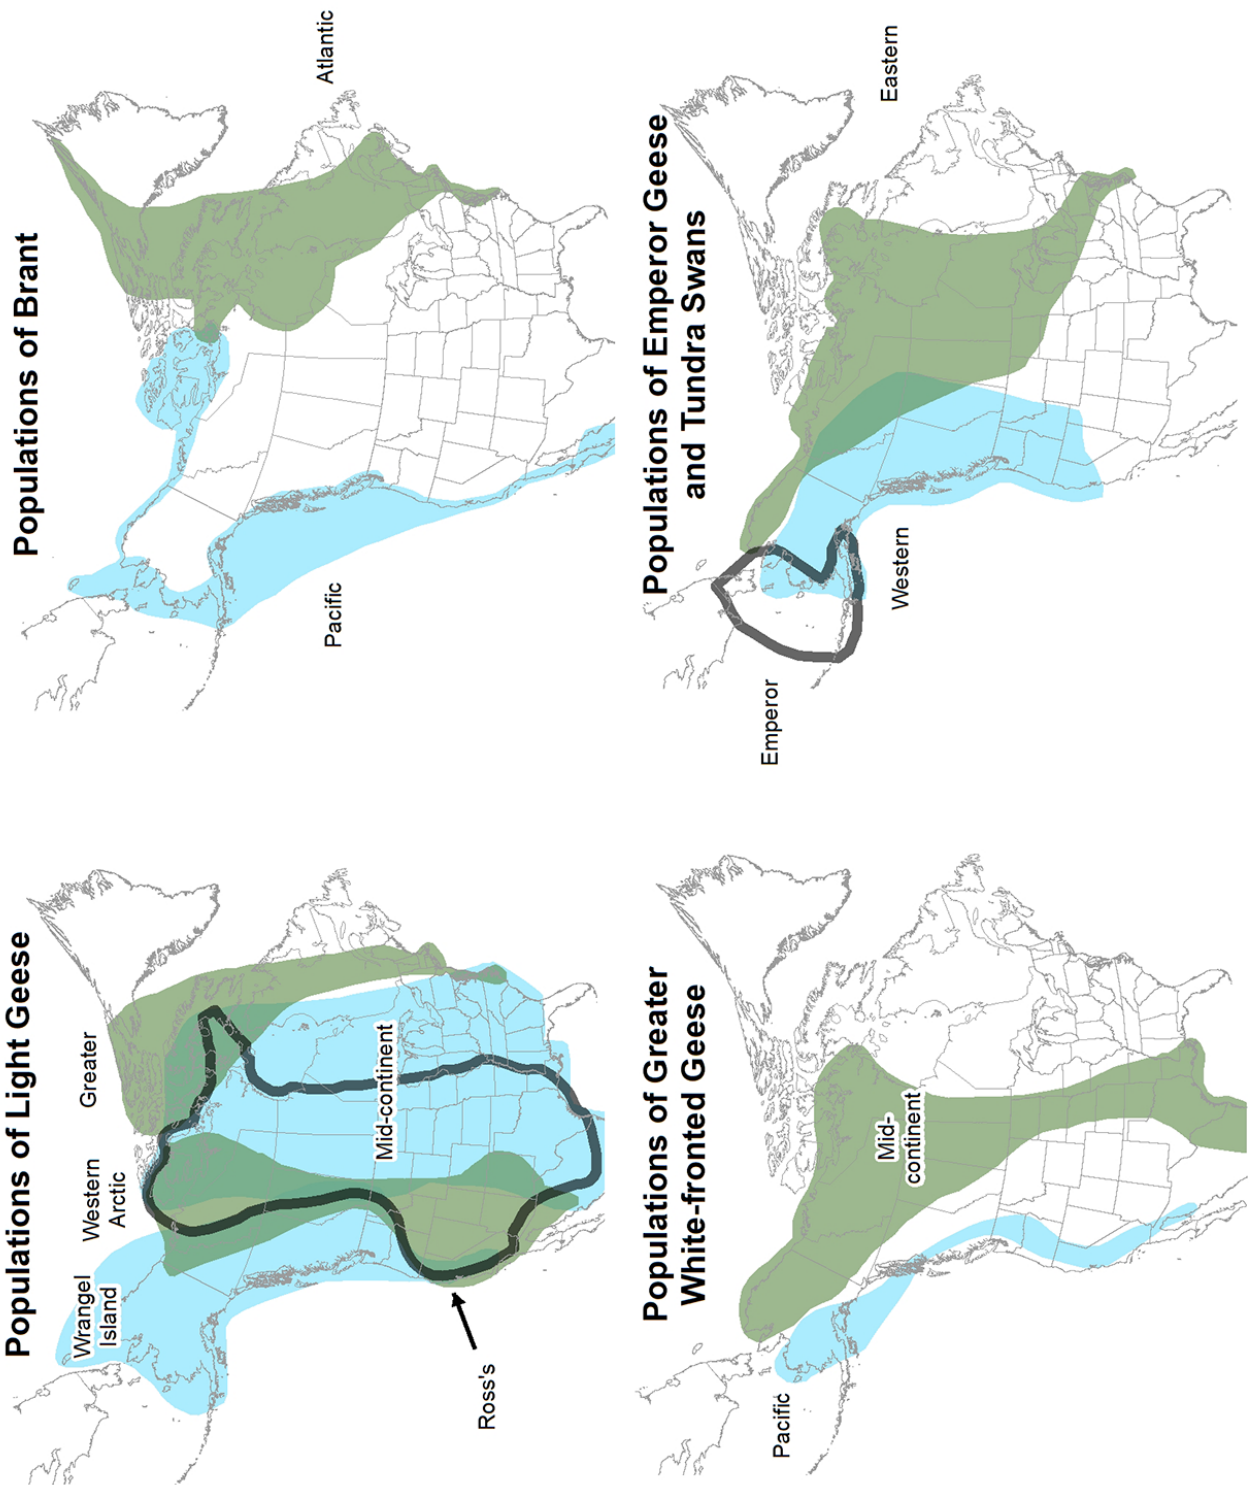 Populations of Light Geese
Wrangel
Island
Western
Arctic
Greater
Mid-continent
Ross's
Populations of Brant
Pacific
Atlantic
Populations of Greater
White-fronted Geese
Pacific
Mid-
continent
Populations of Emperor Geese
and Tundra Swans
Emperor
Western
Eastern